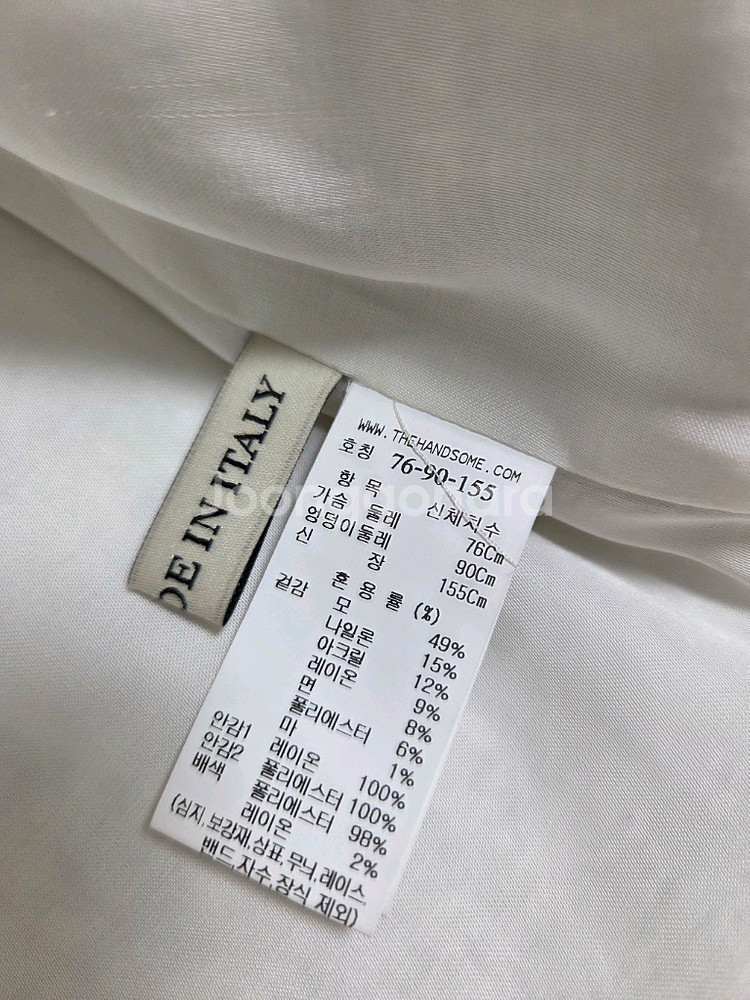 DE IN ITALY
WWW.THEHANDSOME.COM
호칭 76-90-155
항 목 신체치수
가슴 둘레 76Cm
엉덩이둘레 90Cm
신 장 155Cm
혼 용 률 (%)
겉감 모 49%
나일론 15%
아크릴 12%
레이온 9%
면 8%
폴리에스터 6%
마 1%
안감1 레이온 100%
안감2 폴리에스터 100%
배색 폴리에스터 98%
레이온 2%
(심지,보강재,상표,무늬,레이스
밴드,자수,장식 제외)
joongnonara